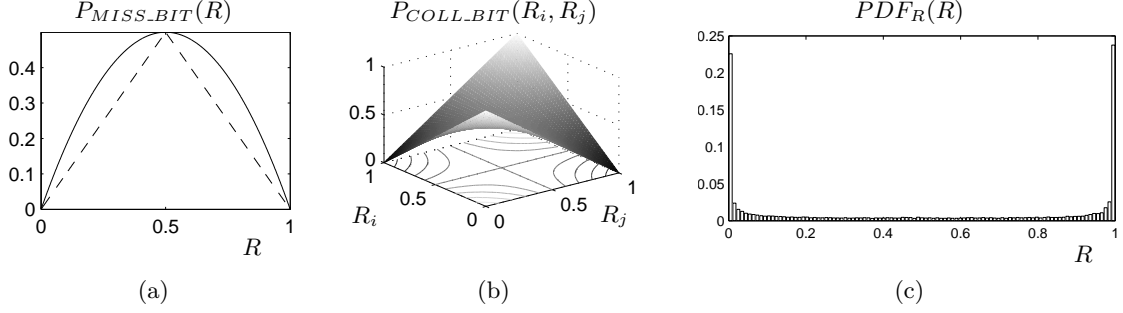 P_{MISS_BIT}(R)
0.4
0.3
0.2
0.1
0
0 0.5 1
R
(a)
P_{COLL_BIT}(R_i, R_j)
1
0.5
0
1
0.5
0
R_i
0
0.5
1
R_j
(b)
PDF_R(R)
0.25
0.2
0.15
0.1
0.05
0
0 0.2 0.4 0.6 0.8 1
R
(c)